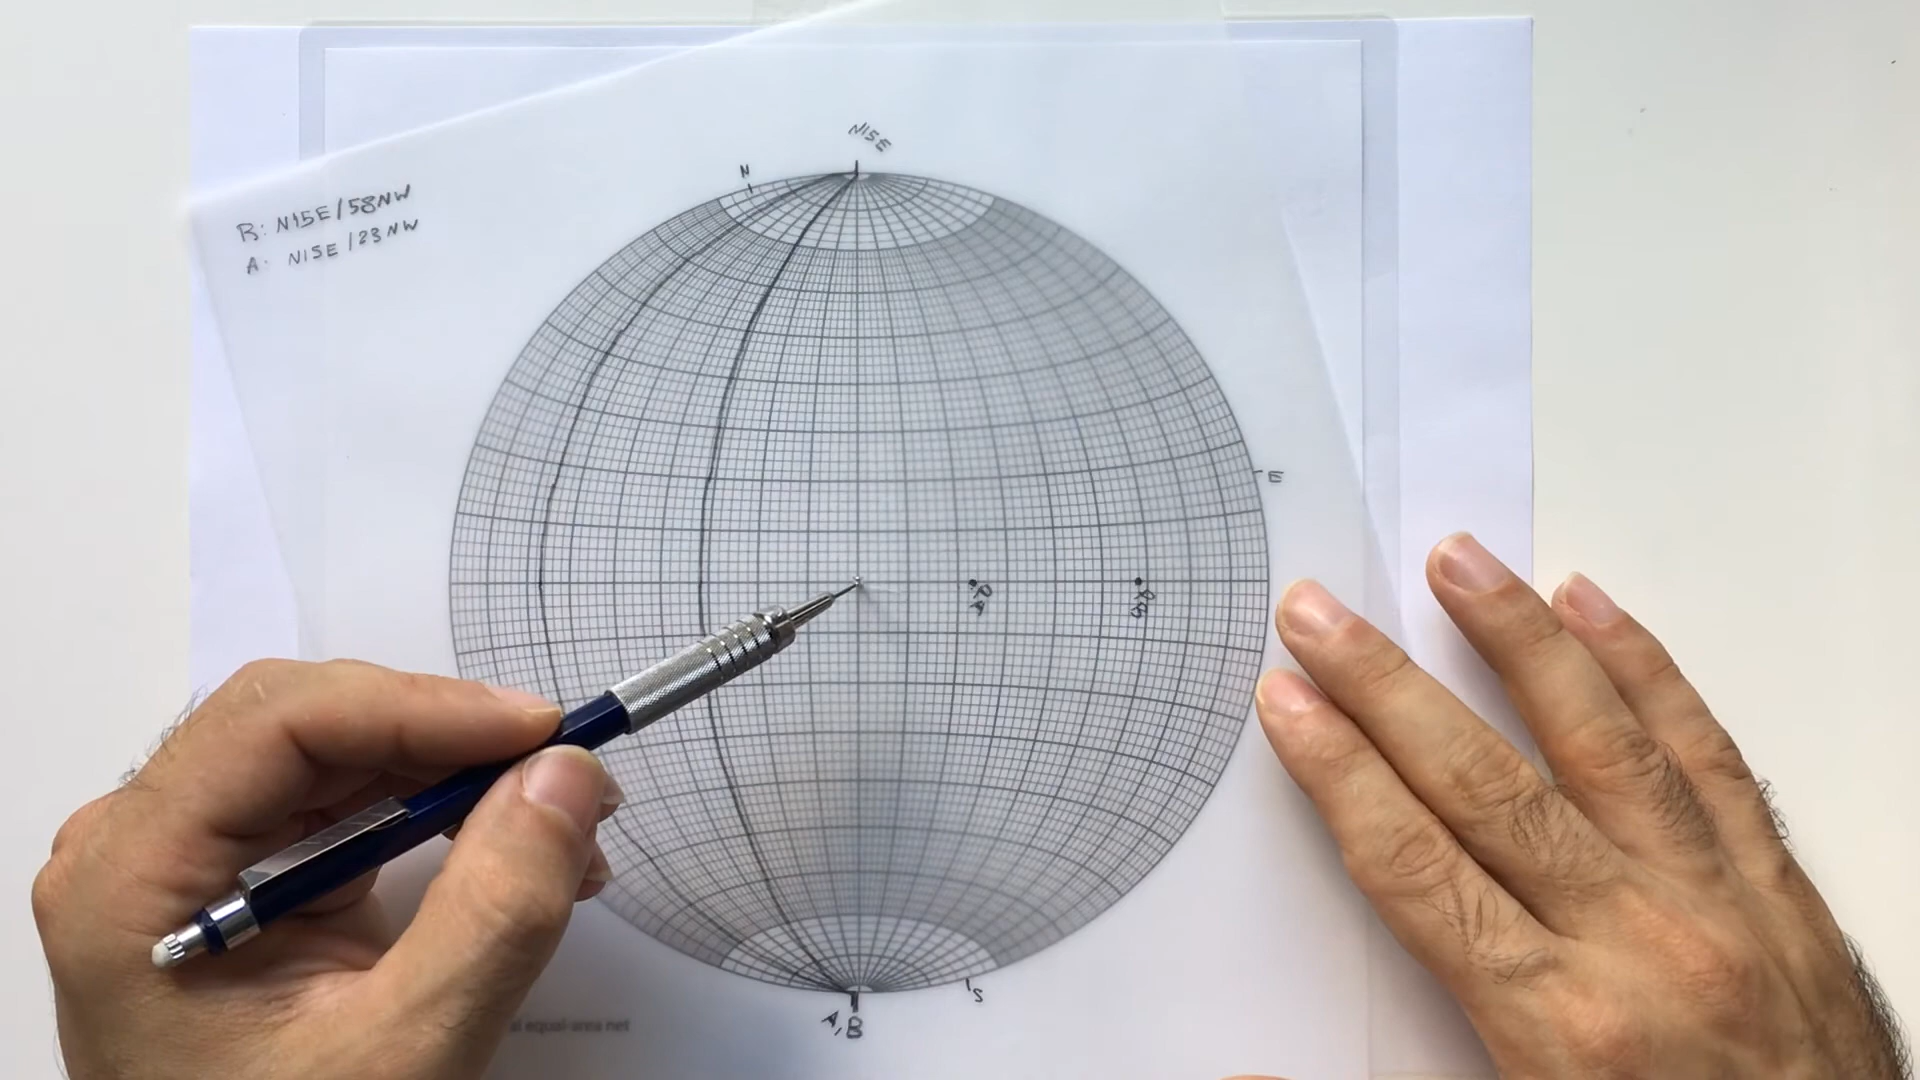 N15E
N
B: N15E/58NW
A: N15E/23NW
E
PA
PB
S
A,B
al equal-area net